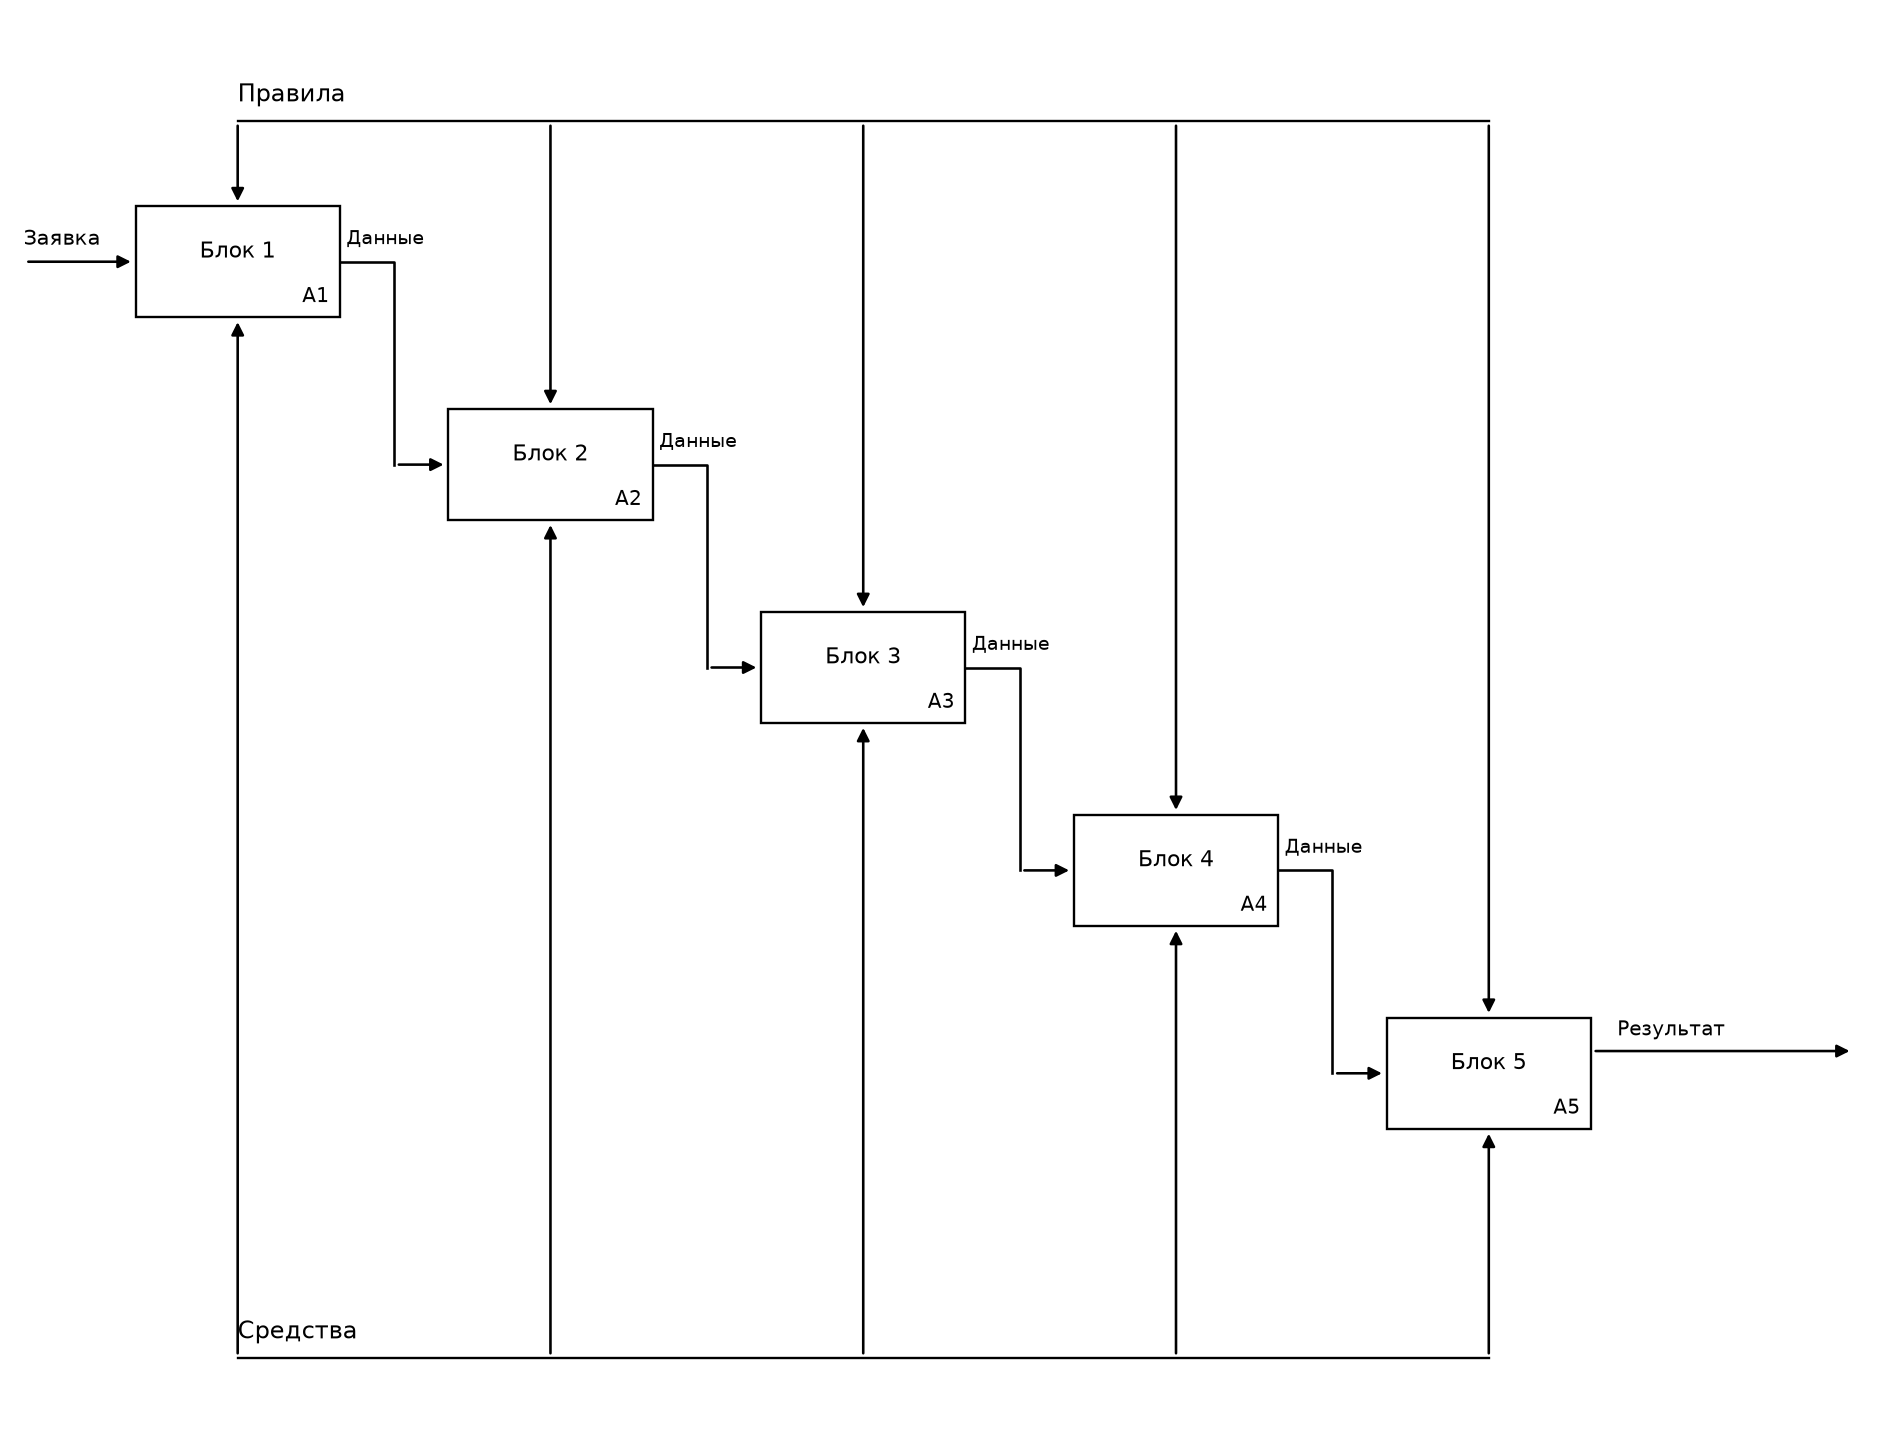 Правила
Заявка
Блок 1
A1
Данные
Блок 2
A2
Данные
Блок 3
A3
Данные
Блок 4
A4
Данные
Блок 5
A5
Результат
Средства